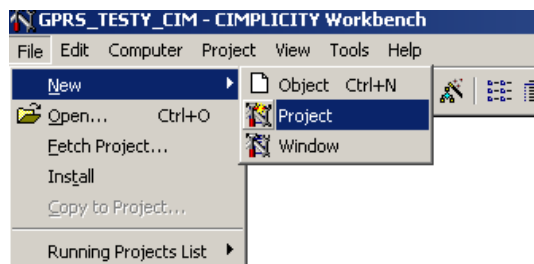 GPRS_TESTY_CIM - CIMPLICITY Workbench
File Edit Computer Project View Tools Help
New
Object Ctrl+N
Open... Ctrl+O
Project
Fetch Project...
Window
Install
Copy to Project...
Running Projects List